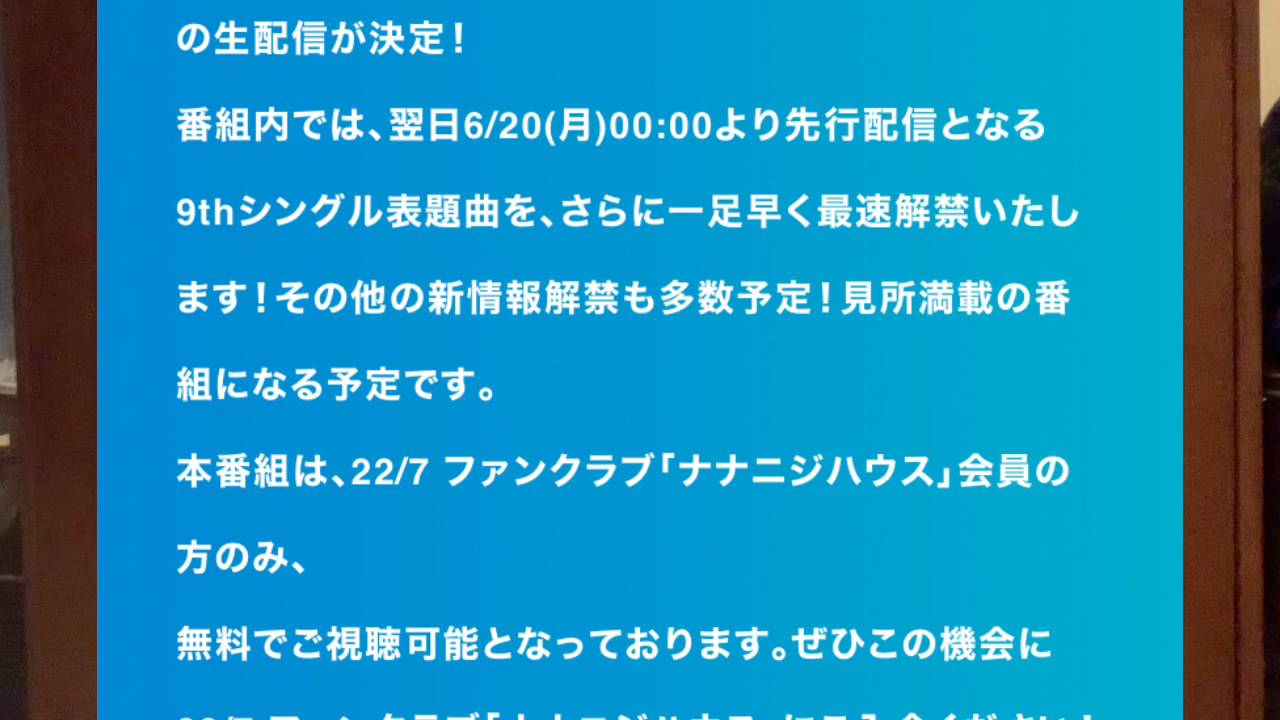 の生配信が決定！
番組内では、翌日6/20(月)00:00より先行配信となる
9thシングル表題曲を、さらに一足早く最速解禁いたし
ます！その他の新情報解禁も多数予定！見所満載の番
組になる予定です。
本番組は、22/7 ファンクラブ「ナナニジハウス」会員の
方のみ、
無料でご視聴可能となっております。ぜひこの機会に